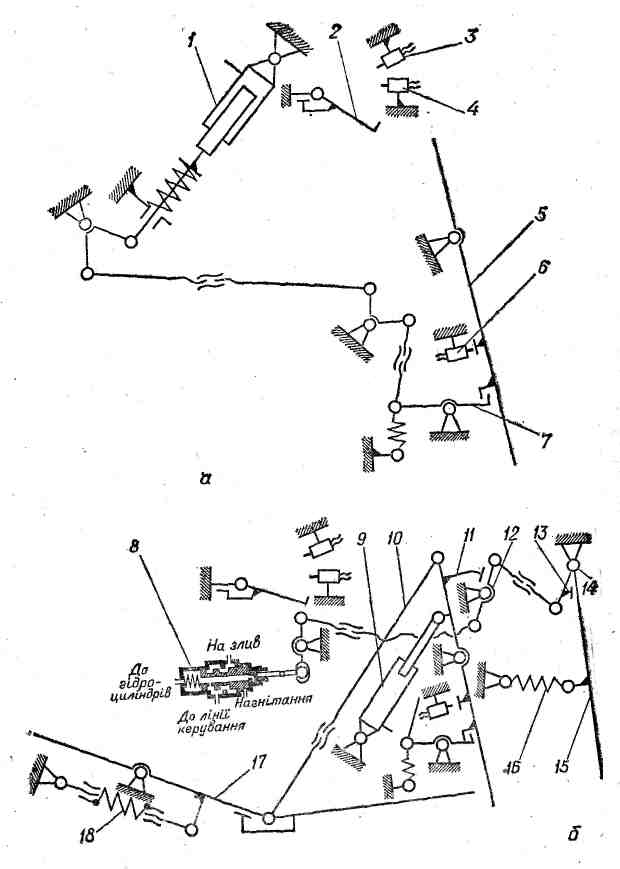 1
2
3
4
5
6
7
а
8
9
10
11
12
13
14
На злив
До
гідро-
циліндрів
Нагнітання
До лінії
керування
15
16
17
18
б